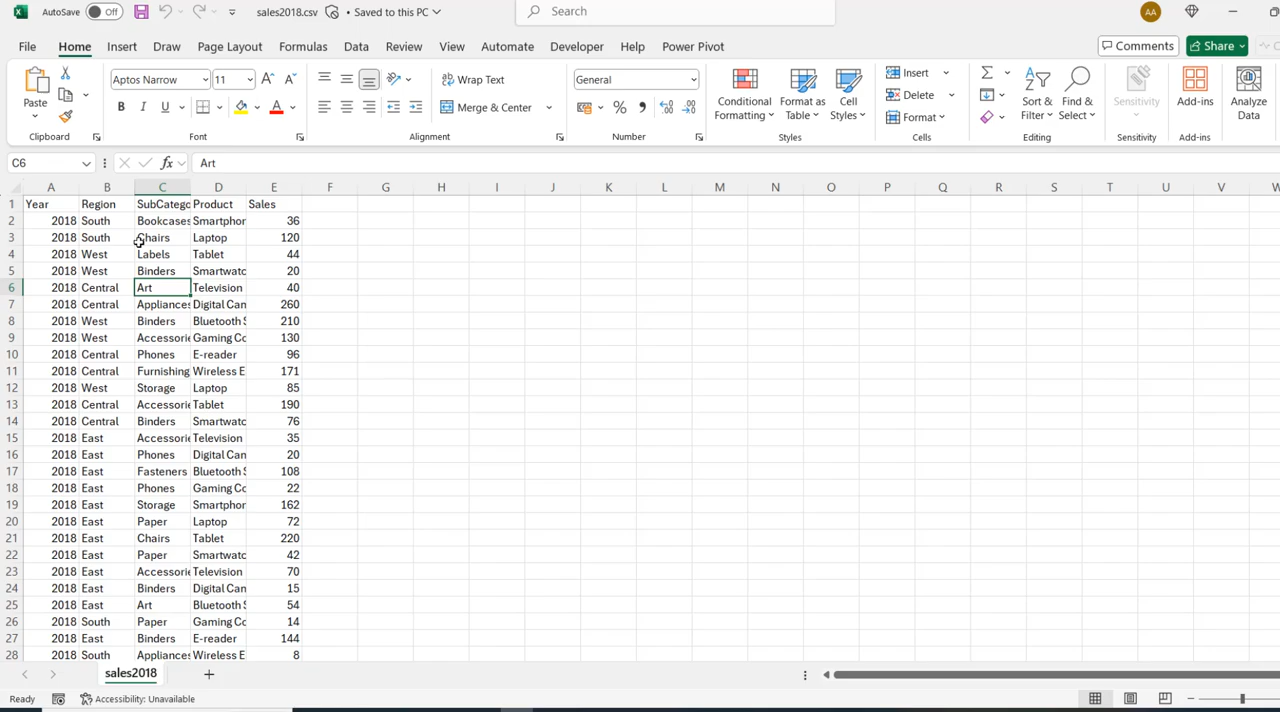 AutoSave Off sales2018.csv • Saved to this PC Search AA
File Home Insert Draw Page Layout Formulas Data Review View Automate Developer Help Power Pivot Comments Share
Paste
Clipboard
Aptos Narrow 11
B I U
Font
Wrap Text
Merge & Center
Alignment
General
% ,
Number
Conditional Formatting
Format as Table
Cell Styles
Styles
Insert
Delete
Format
Cells
Sort & Filter
Find & Select
Editing
Sensitivity
Sensitivity
Add-ins
Add-ins
Analyze Data
C6 fx Art
A B C D E F G H I J K L M N O P Q R S T U V W
1 Year Region SubCatego Product Sales
2 2018 South Bookcases Smartphor 36
3 2018 South Chairs Laptop 120
4 2018 West Labels Tablet 44
5 2018 West Binders Smartwatc 20
6 2018 Central Art Television 40
7 2018 Central Appliances Digital Can 260
8 2018 West Binders Bluetooth S 210
9 2018 West Accessorie Gaming Co 130
10 2018 Central Phones E-reader 96
11 2018 Central Furnishing Wireless E 171
12 2018 West Storage Laptop 85
13 2018 Central Accessorie Tablet 190
14 2018 Central Binders Smartwatc 76
15 2018 East Accessorie Television 35
16 2018 East Phones Digital Can 20
17 2018 East Fasteners Bluetooth S 108
18 2018 East Phones Gaming Co 22
19 2018 East Storage Smartphor 162
20 2018 East Paper Laptop 72
21 2018 East Chairs Tablet 220
22 2018 East Paper Smartwatc 42
23 2018 East Accessorie Television 70
24 2018 East Binders Digital Can 15
25 2018 East Art Bluetooth S 54
26 2018 South Paper Gaming Co 14
27 2018 East Binders E-reader 144
28 2018 South Appliances Wireless E 8
sales2018
Ready Accessibility: Unavailable